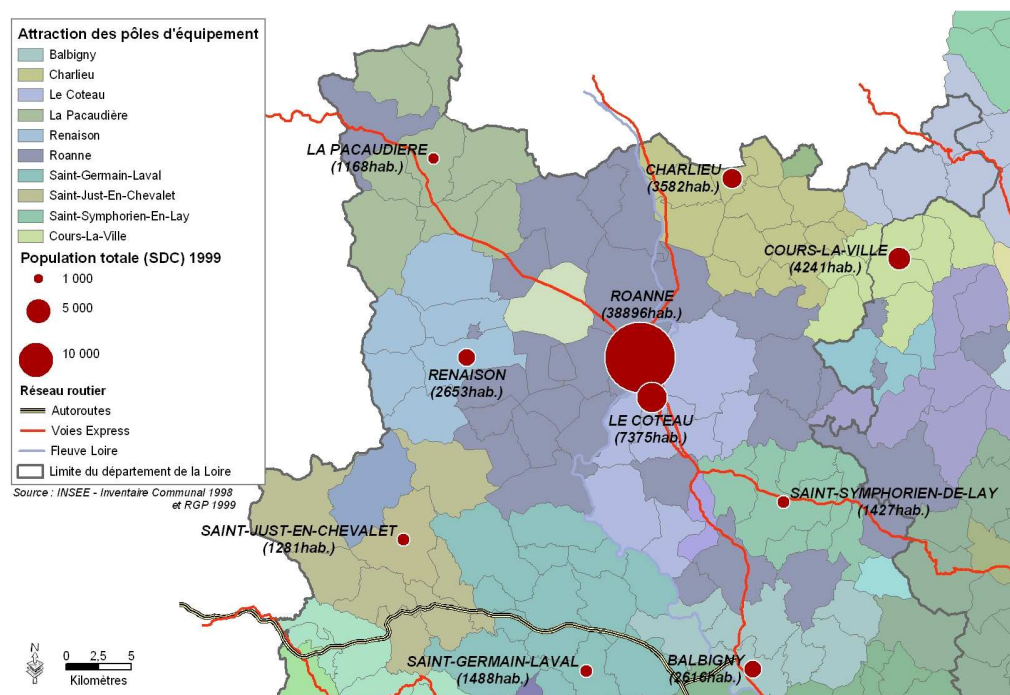 Attraction des pôles d'équipement
Balbigny
Charlieu
Le Coteau
La Pacaudière
Renaison
Roanne
Saint-Germain-Laval
Saint-Just-En-Chevalet
Saint-Symphorien-En-Lay
Cours-La-Ville
Population totale (SDC) 1999
1 000
5 000
10 000
Réseau routier
Autoroutes
Voies Express
Fleuve Loire
Limite du département de la Loire
Source : INSEE - Inventaire Communal 1998
et RGP 1999
LA PACAUDIERE
(1168hab.)
CHARLIEU
(3582hab.)
COURS-LA-VILLE
(4241hab.)
ROANNE
(38896hab.)
RENAISON
(2653hab.)
LE COTEAU
(7375hab.)
SAINT-SYMPHORIEN-DE-LAY
(1427hab.)
SAINT-JUST-EN-CHEVALET
(1281hab.)
SAINT-GERMAIN-LAVAL
(1488hab.)
BALBIGNY
(2616hab.)
N
0 2,5 5
Kilomètres